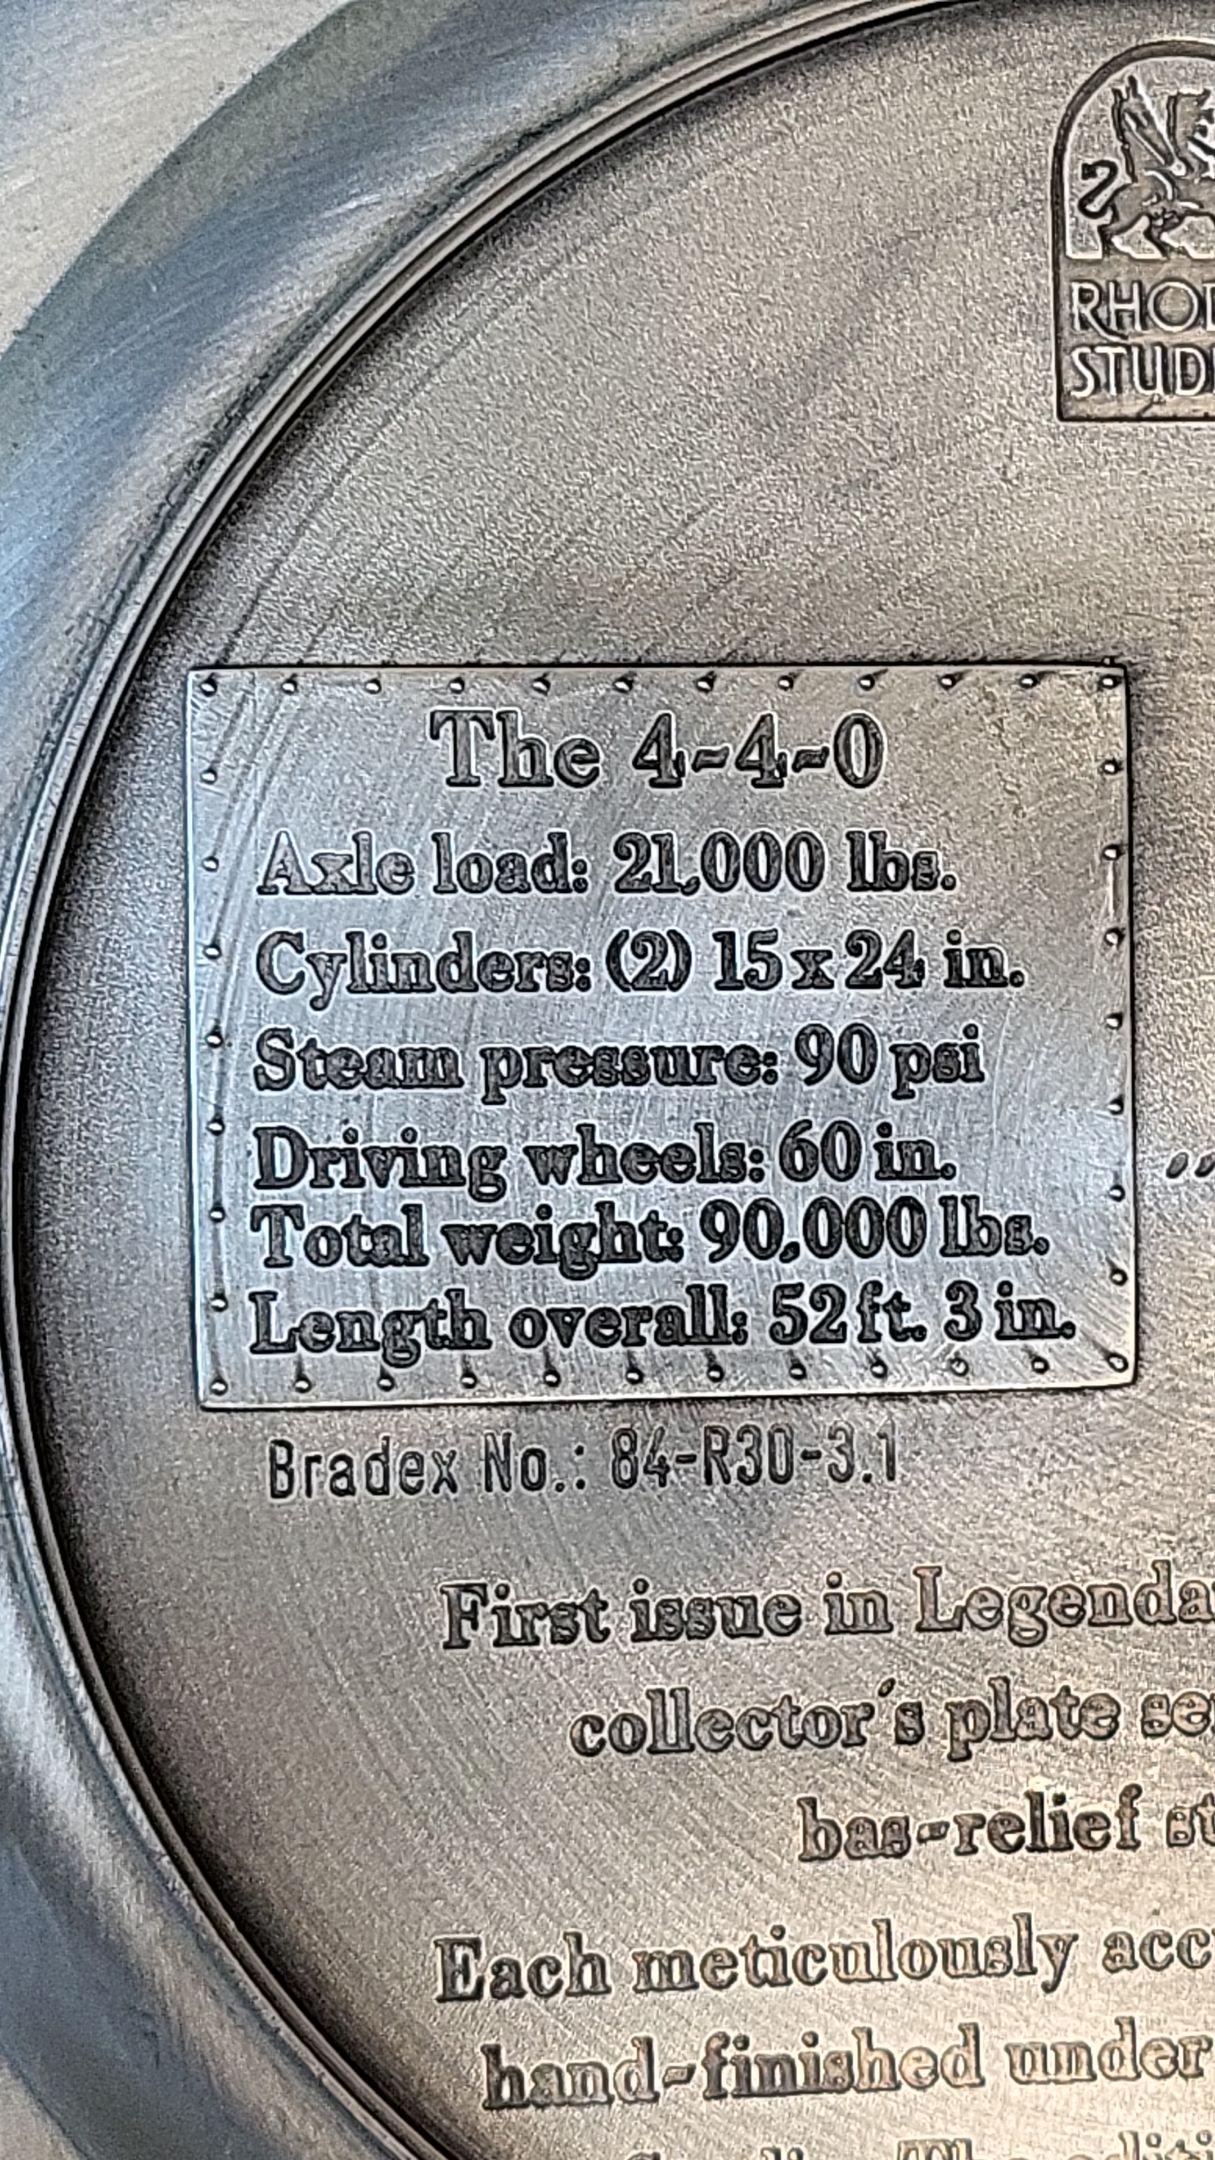 STUD
The 4-4-0
Axle load: 21,000 lbs.
Cylinders: (2) 15 x 24 in.
Steam pressure: 90 psi
Driving wheels: 60 in.
Total weight: 90,000 lbs.
Length overall: 52 ft. 3 in.
Bradex No.: 84-R30-3.1
First issue in Legenda
collector's plate se
bas-relief st
Each meticulously acc
hand-finished under